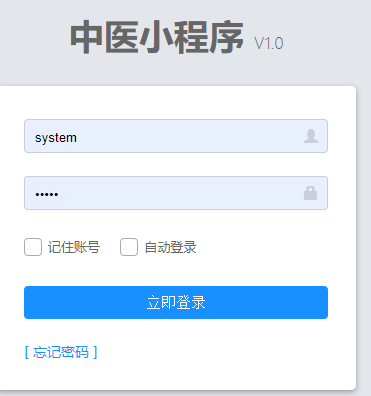 中医小程序 V1.0
system
•••••
记住账号 自动登录
立即登录
[ 忘记密码 ]